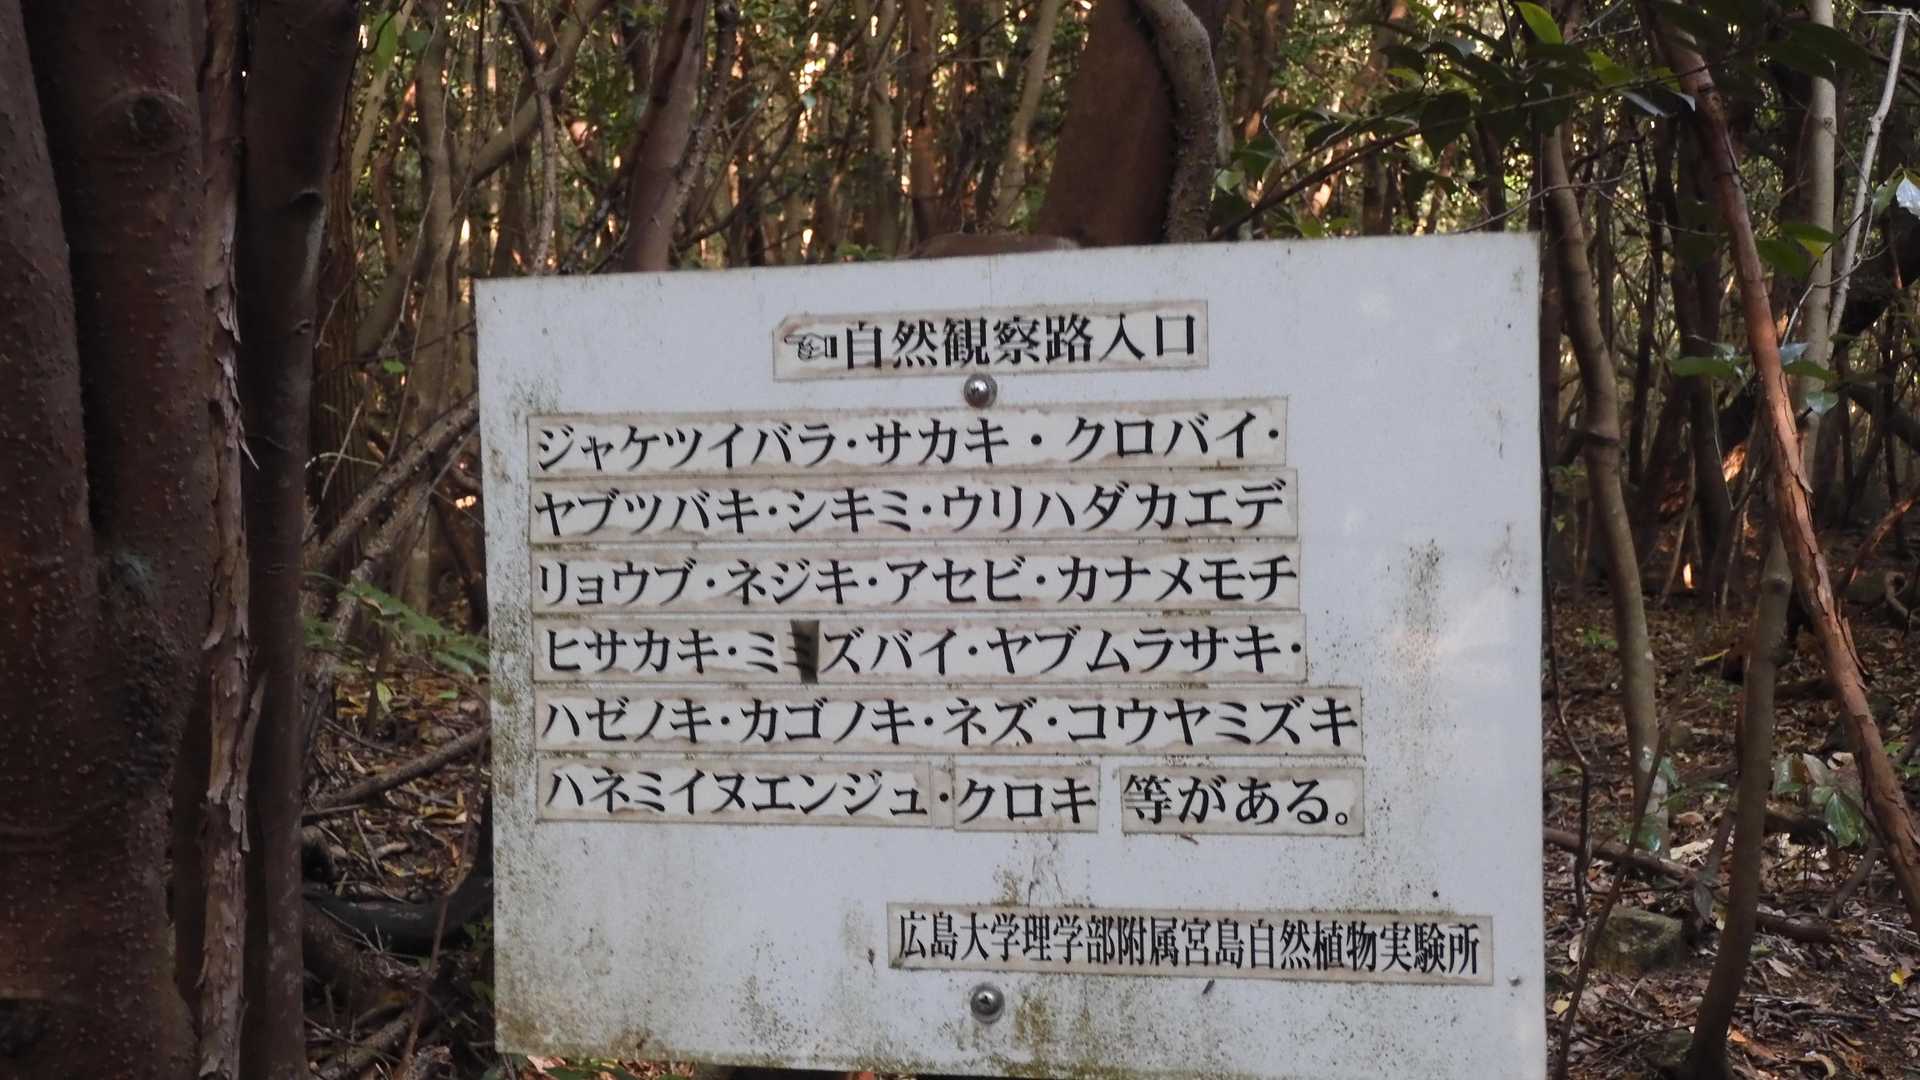 ☜自然観察路入口
ジャケツイバラ・サカキ・クロバイ・
ヤブツバキ・シキミ・ウリハダカエデ
リョウブ・ネジキ・アセビ・カナメモチ
ヒサカキ・ミミズバイ・ヤブムラサキ・
ハゼノキ・カゴノキ・ネズ・コウヤミズキ
ハネミイヌエンジュ・クロキ 等がある。
広島大学理学部附属宮島自然植物実験所